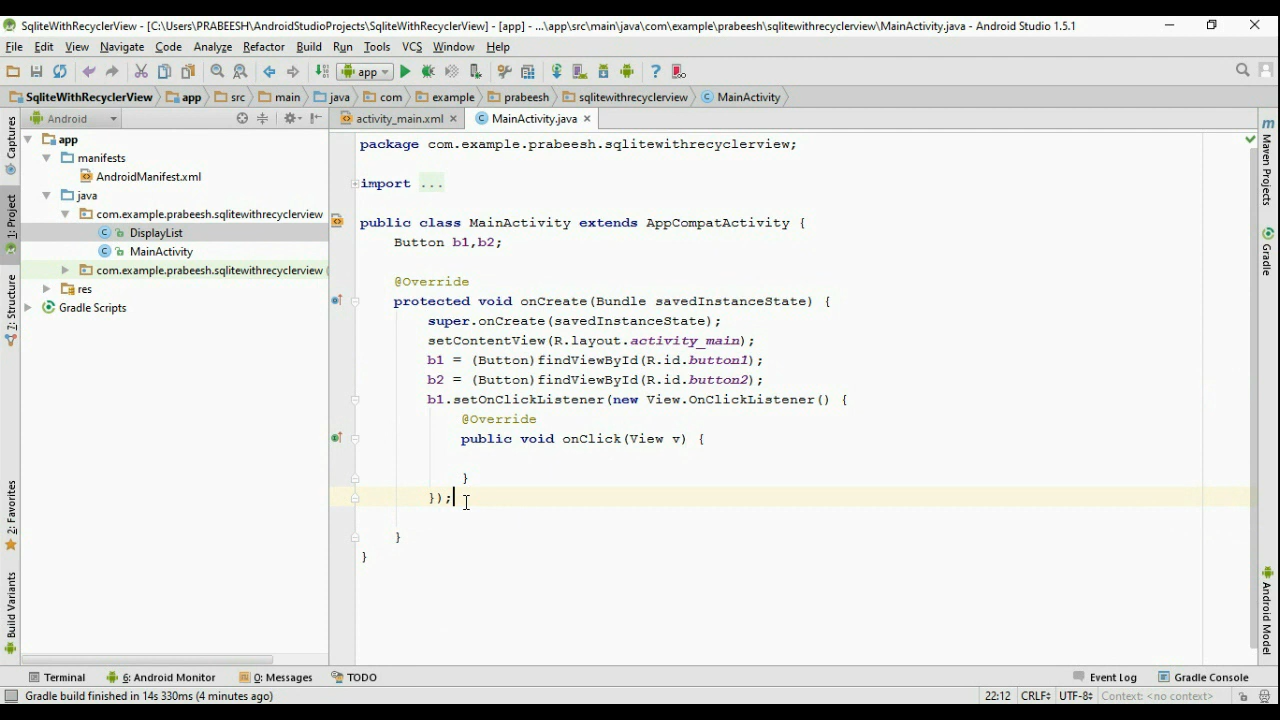 SqliteWithRecyclerView - [C:\Users\PRABEESH\AndroidStudioProjects\SqliteWithRecyclerView] - [app] - ...\app\src\main\java\com\example\prabeesh\sqlitewithrecyclerview\MainActivity.java - Android Studio 1.5.1
File Edit View Navigate Code Analyze Refactor Build Run Tools VCS Window Help
app
SqliteWithRecyclerView app src main java com example prabeesh sqlitewithrecyclerview MainActivity
Android
activity_main.xml MainActivity.java
Captures
1: Project
Z: Structure
2: Favorites
Build Variants
app
manifests
AndroidManifest.xml
java
com.example.prabeesh.sqlitewithrecyclerview
DisplayList
MainActivity
com.example.prabeesh.sqlitewithrecyclerview (
res
Gradle Scripts
package com.example.prabeesh.sqlitewithrecyclerview;
import ...
public class MainActivity extends AppCompatActivity {
Button b1,b2;
@Override
protected void onCreate(Bundle savedInstanceState) {
super.onCreate(savedInstanceState);
setContentView(R.layout.activity_main);
b1 = (Button)findViewById(R.id.button1);
b2 = (Button)findViewById(R.id.button2);
b1.setOnClickListener(new View.OnClickListener() {
@Override
public void onClick(View v) {
}
});
}
}
m Maven Projects
Gradle
Android Model
Terminal 6: Android Monitor 0: Messages TODO Event Log Gradle Console
Gradle build finished in 14s 330ms (4 minutes ago) 22:12 CRLF UTF-8 Context: <no context>